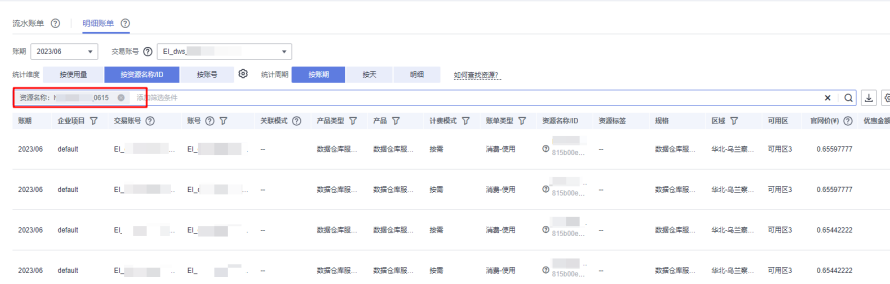 流水账单 ? 明细账单 ?
账期 2023/06 交易账号 ? EI_dws_
统计维度 按使用量 按资源名称/ID 按账号 统计周期 按账期 按天 明细 如何查找资源?
资源名称: 0615 添加筛选条件
账期 企业项目 交易账号 ? 账号 ? 关联模式 ? 产品类型 产品 计费模式 账单类型 资源名称/ID 资源标签 规格 区域 可用区 官网价(¥) ? 优惠金额
2023/06 default EI_ ... EI_ -- 数据仓库服... 数据仓库服... 按需 消费-使用 ? 815b00e... -- 数据仓库服... 华北-乌兰察... 可用区3 0.65597777
2023/06 default EI_ ... EI_ ... -- 数据仓库服... 数据仓库服... 按需 消费-使用 ? 815b00e... -- 数据仓库服... 华北-乌兰察... 可用区3 0.65597777
2023/06 default EI_ ... EI_ -- 数据仓库服... 数据仓库服... 按需 消费-使用 ? 815b00e... -- 数据仓库服... 华北-乌兰察... 可用区3 0.65442222
2023/06 default EI_ ... EI_ -- 数据仓库服... 数据仓库服... 按需 消费-使用 ? 815b00e... -- 数据仓库服... 华北-乌兰察... 可用区3 0.65442222